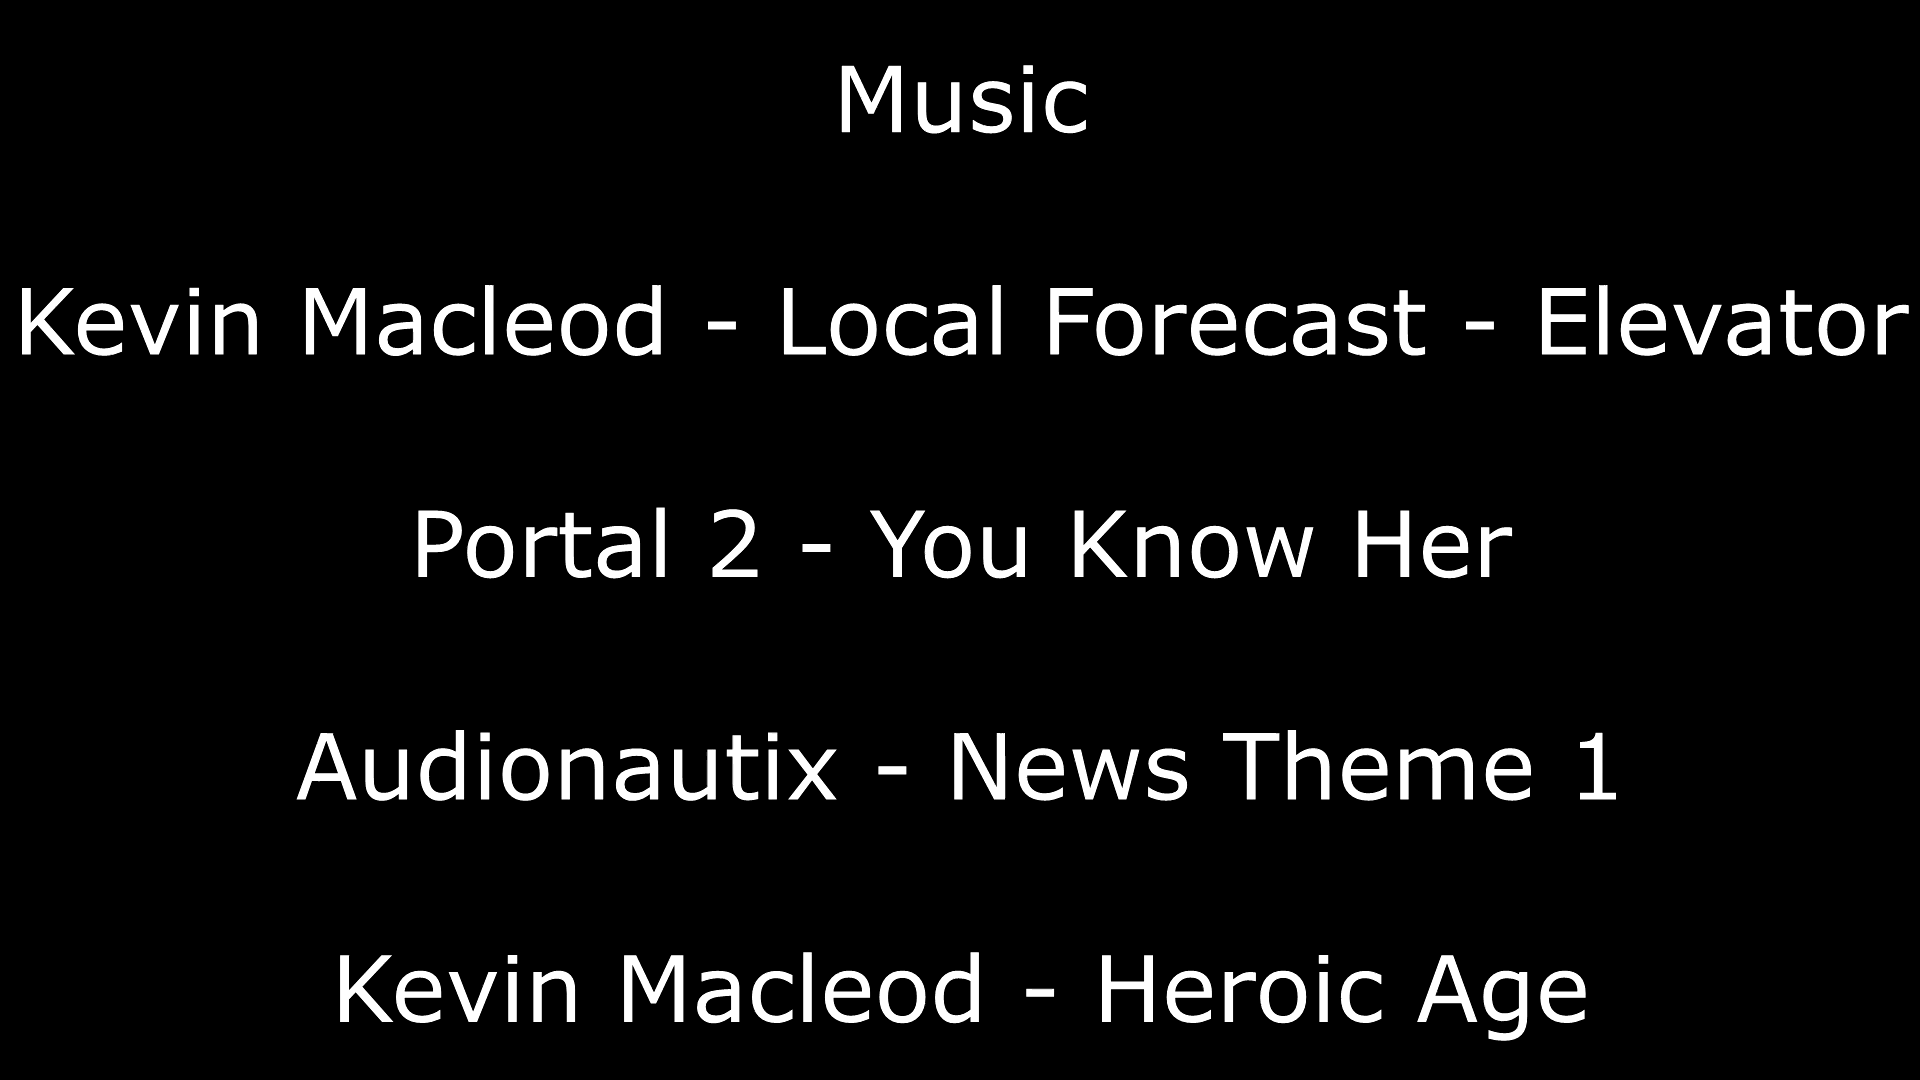 Music
Kevin Macleod - Local Forecast - Elevator
Portal 2 - You Know Her
Audionautix - News Theme 1
Kevin Macleod - Heroic Age